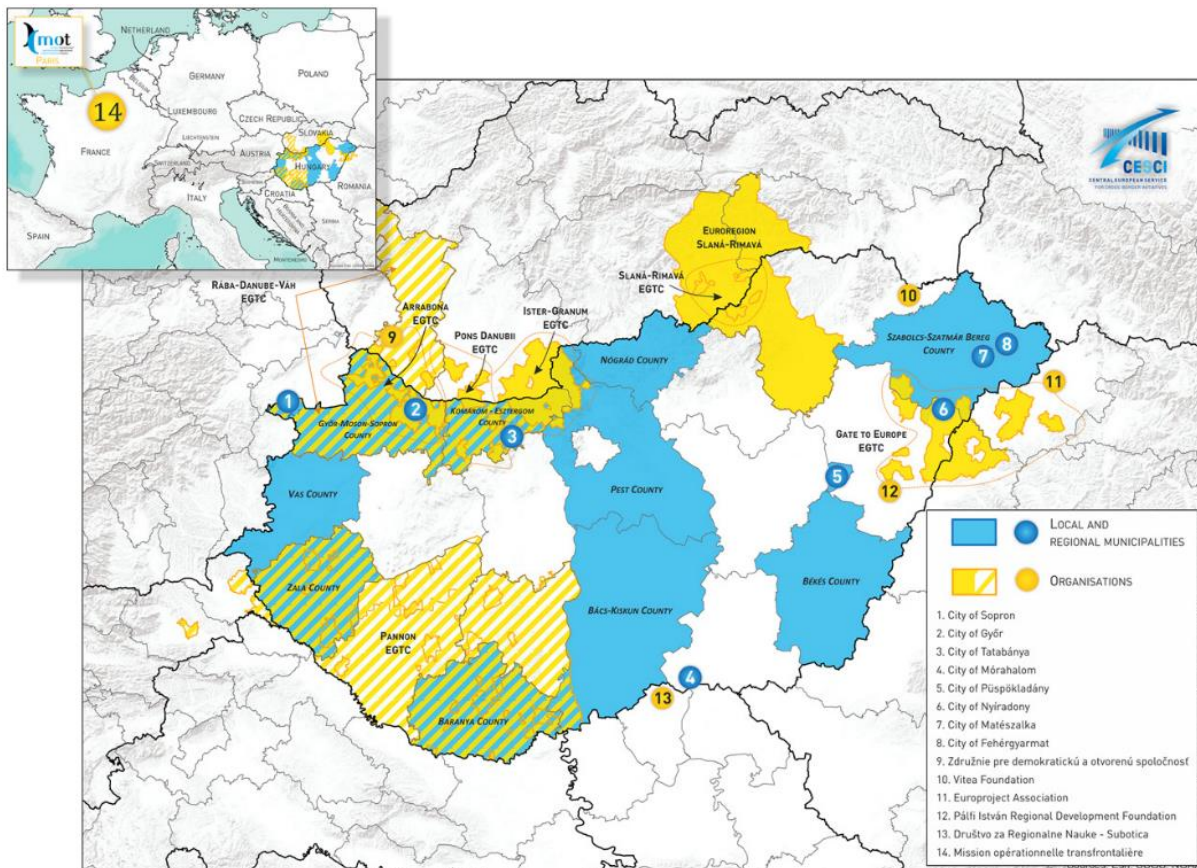 mot
PARIS
14
NETHERLAND
BELGIUM
GERMANY
POLAND
LUXEMBOURG
CZECH REPUBLIC
SLOVAKIA
LIECHTENSTEIN
FRANCE
AUSTRIA
SWITZERLAND
HUNGARY
ROMANIA
CROATIA
ITALY
SERBIA
SPAIN
MONTENEGRO
CESCI
CENTRAL EUROPEAN SERVICE
FOR CROSS-BORDER INITIATIVES
EUROREGION
SLANÁ-RIMAVÁ
SLANÁ-RIMAVÁ
EGTC
RÁBA-DANUBE-VÁH
EGTC
ARRABONA
EGTC
PONS DANUBII
EGTC
ISTER-GRANUM
EGTC
9
10
NÓGRÁD COUNTY
SZABOLCS-SZATMÁR BEREG
COUNTY
7
8
11
1
2
GYŐR-MOSON-SOPRON
COUNTY
KOMÁROM - ESZTERGOM
COUNTY
3
6
GATE TO EUROPE
EGTC
5
12
VAS COUNTY
PEST COUNTY
ZALA COUNTY
BÉKÉS COUNTY
BÁCS-KISKUN COUNTY
PANNON
EGTC
BARANYA COUNTY
4
13
LOCAL AND
REGIONAL MUNICIPALITIES
ORGANISATIONS
1. City of Sopron
2. City of Győr
3. City of Tatabánya
4. City of Mórahalom
5. City of Püspökladány
6. City of Nyíradony
7. City of Matészalka
8. City of Fehérgyarmat
9. Združnie pre demokratickú a otvorenú spoločnosť
10. Vitea Foundation
11. Europroject Association
12. Pálfi István Regional Development Foundation
13. Društvo za Regionalne Nauke - Subotica
14. Mission opérationnelle transfrontalière